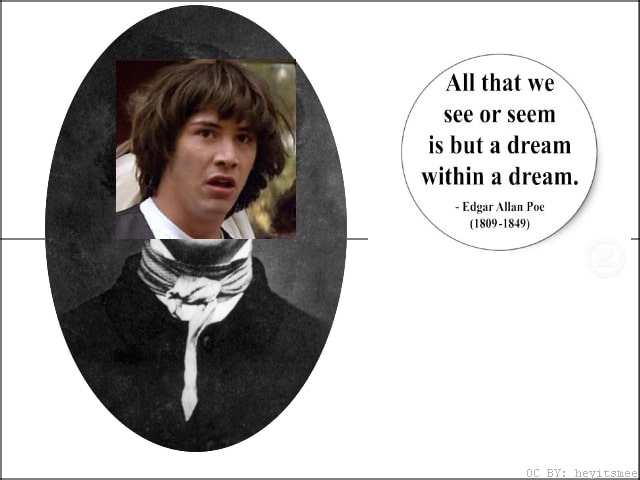 All that we
see or seem
is but a dream
within a dream.
- Edgar Allan Poe
(1809-1849)
2
OC BY: heyitsmee